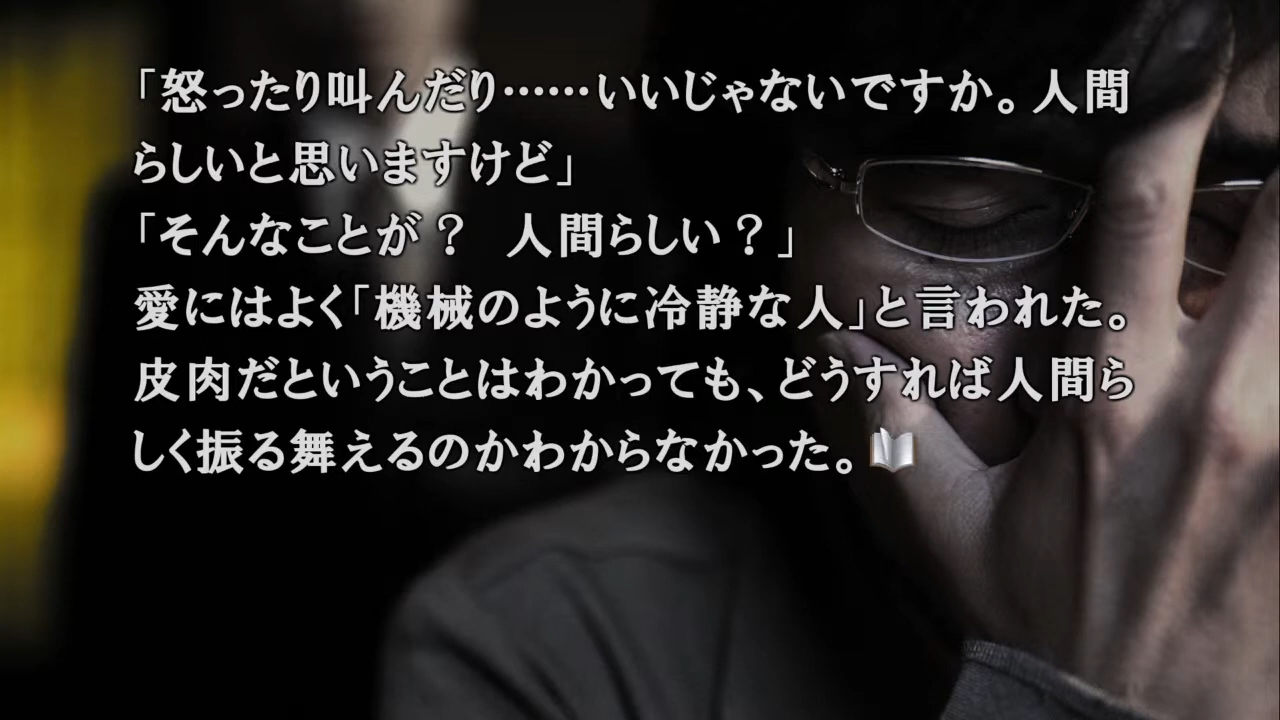 「怒ったり叫んだり……いいじゃないですか。人間
らしいと思いますけど」
「そんなことが？　人間らしい？」
愛にはよく「機械のように冷静な人」と言われた。
皮肉だということはわかっても、どうすれば人間ら
しく振る舞えるのかわからなかった。